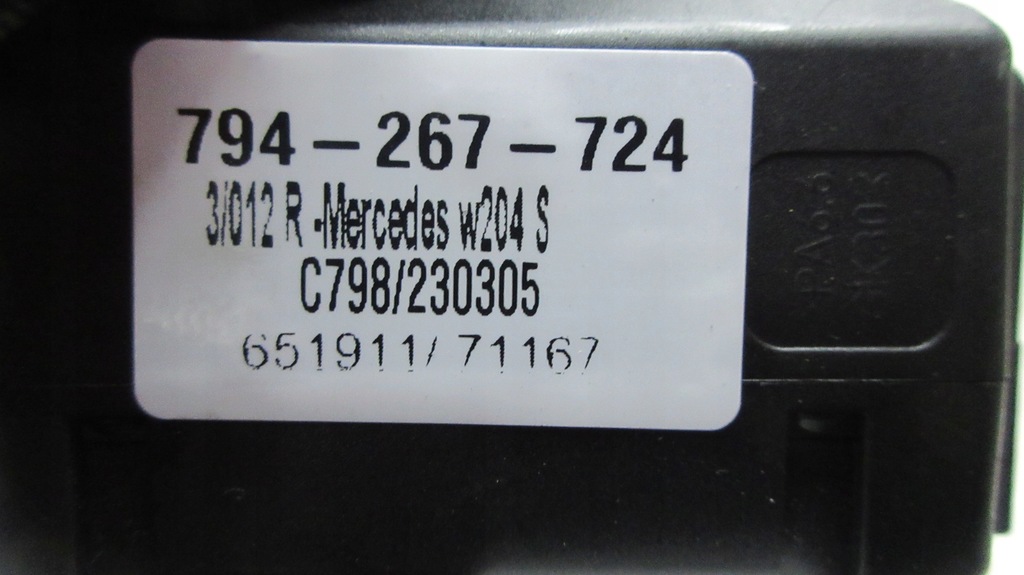 794-267-724
3/012 R -Mercedes w204 S
C798/230305
651911/ 71167